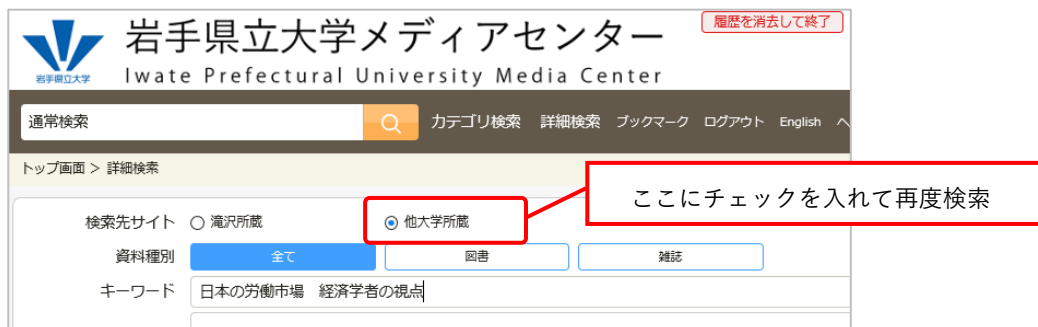 岩手県立大学メディアセンター
履歴を消去して終了
岩手県立大学
Iwate Prefectural University Media Center
通常検索 カテゴリ検索 詳細検索 ブックマーク ログアウト English ヘ
トップ画面 > 詳細検索
ここにチェックを入れて再度検索
検索先サイト 滝沢所蔵 他大学所蔵
資料種別 全て 図書 雑誌
キーワード 日本の労働市場 経済学者の視点